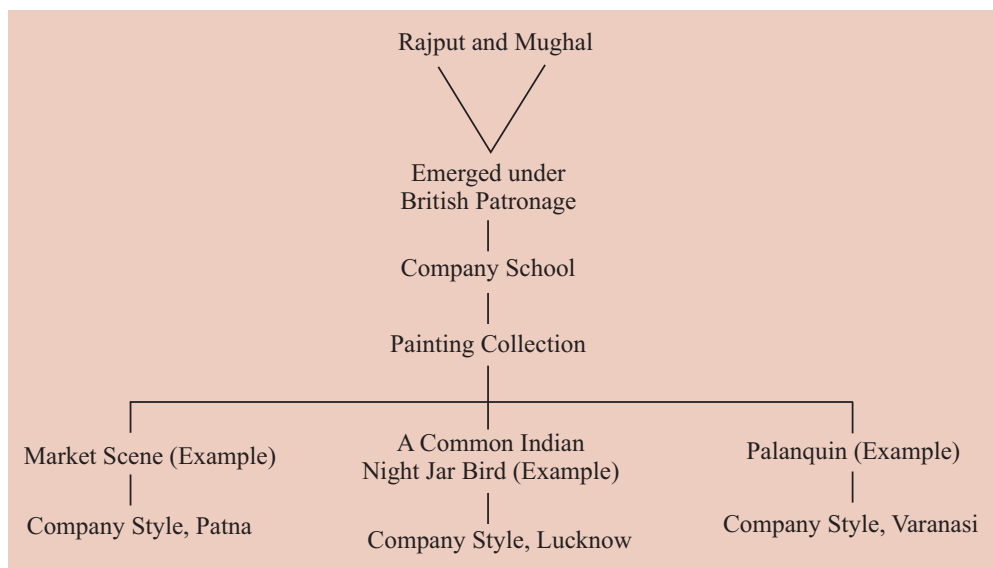 Rajput and Mughal
Emerged under
British Patronage
Company School
Painting Collection
Market Scene (Example)
Company Style, Patna
A Common Indian
Night Jar Bird (Example)
Company Style, Lucknow
Palanquin (Example)
Company Style, Varanasi